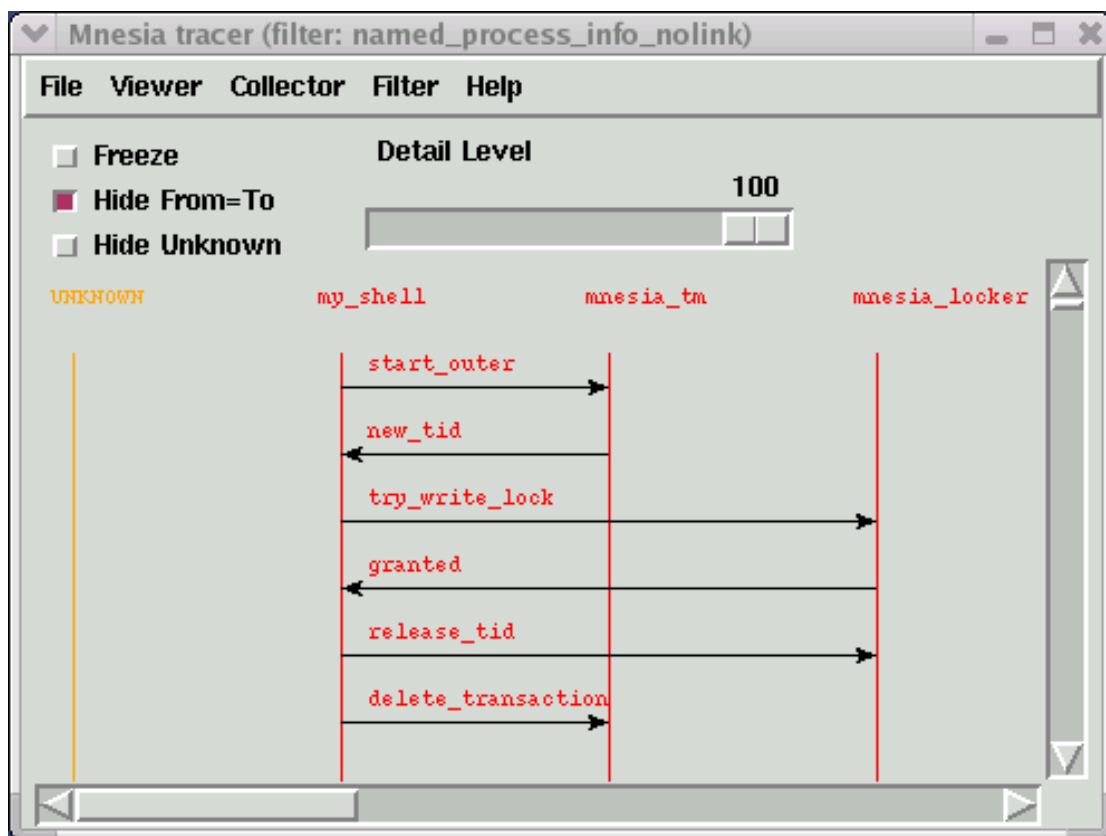 Mnesia tracer (filter: named_process_info_nolink)
File Viewer Collector Filter Help
Freeze
Detail Level
Hide From=To
100
Hide Unknown
UNKNOWN my_shell mnesia_tm mnesia_locker
start_outer
new_tid
try_write_lock
granted
release_tid
delete_transaction